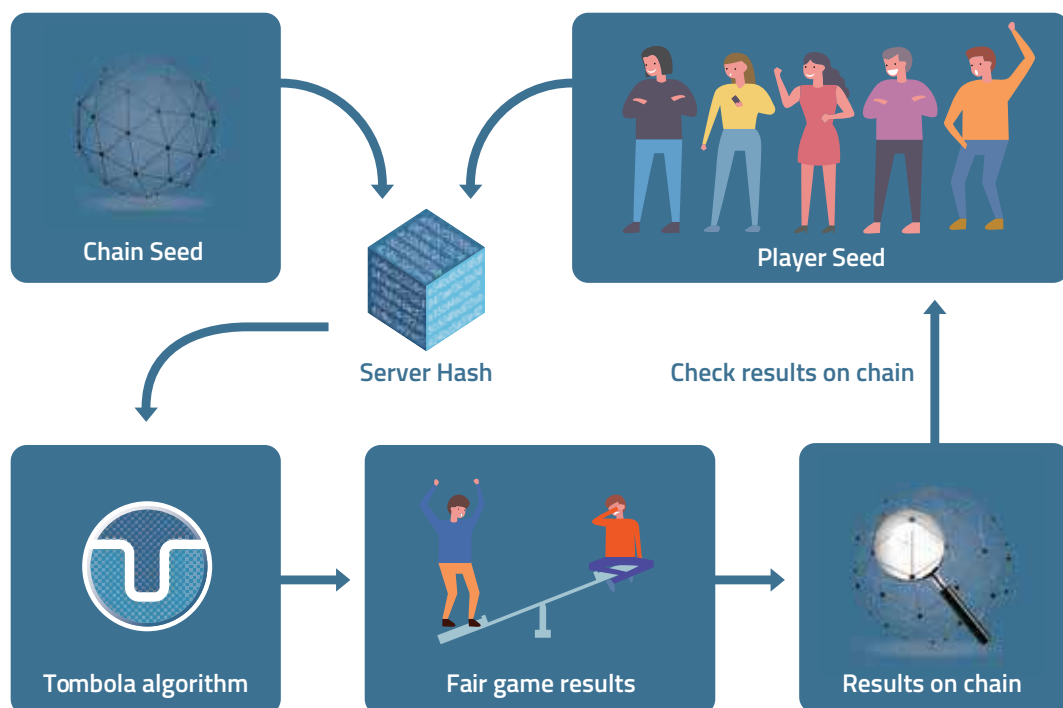 Chain Seed
Player Seed
Server Hash
Check results on chain
Tombola algorithm
Fair game results
Results on chain